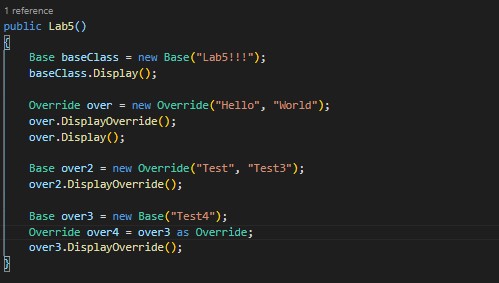 1 reference
public Lab5()
{
Base baseClass = new Base("Lab5!!!");
baseClass.Display();
Override over = new Override("Hello", "World");
over.DisplayOverride();
over.Display();
Base over2 = new Override("Test", "Test3");
over2.DisplayOverride();
Base over3 = new Base("Test4");
Override over4 = over3 as Override;
over3.DisplayOverride();
}